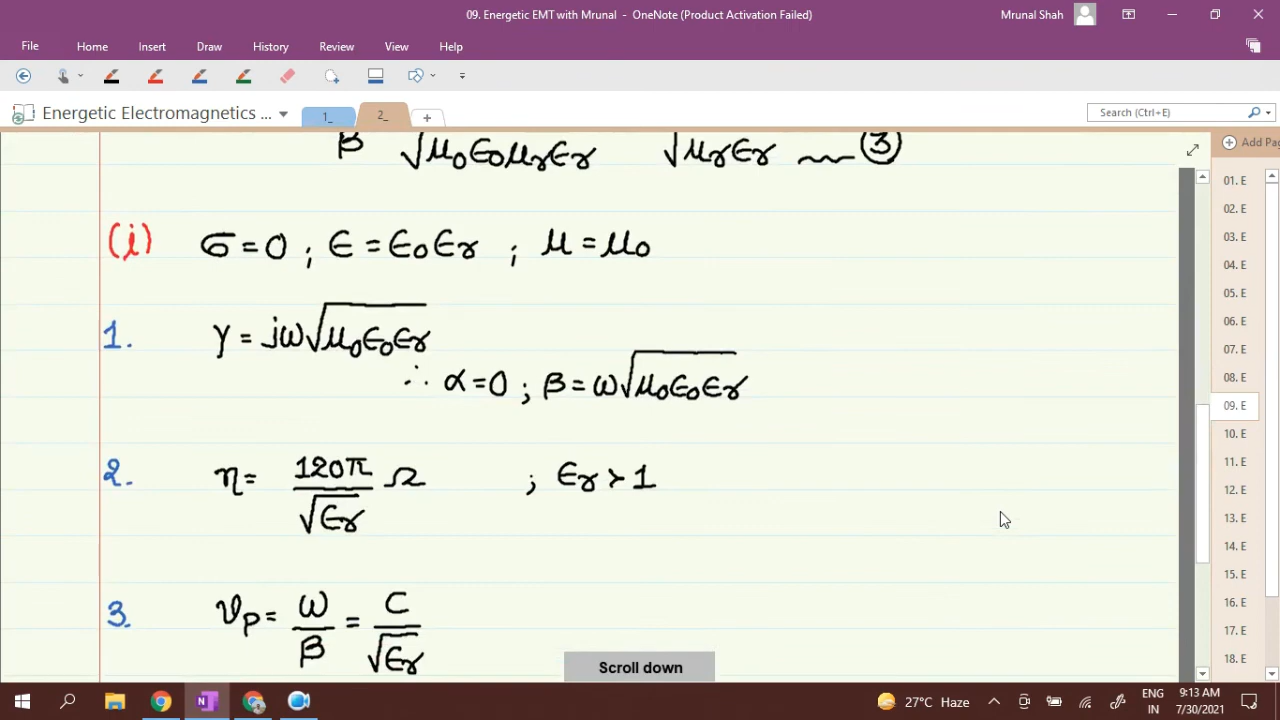 09. Energetic EMT with Mrunal - OneNote (Product Activation Failed)
Mrunal Shah
File Home Insert Draw History Review View Help
Energetic Electromagnetics ...
1_
2_
Search (Ctrl+E)
β √μ₀ϵ₀μᵣϵᵣ √μᵣϵᵣ ③
Add Pag
(i) σ = 0 ; ϵ = ϵ₀ϵᵣ ; μ = μ₀
1. γ = jω√μ₀ϵ₀ϵᵣ
∴ α = 0 ; β = ω√μ₀ϵ₀ϵᵣ
2. η = 120π/√ϵᵣ Ω ; ϵᵣ > 1
3. νp = ω/β = C/√ϵᵣ
01. E
02. E
03. E
04. E
05. E
06. E
07. E
08. E
09. E
10. E
11. E
12. E
13. E
14. E
15. E
16. E
17. E
18. E
Scroll down
27°C Haze
ENG
IN
9:13 AM
7/30/2021